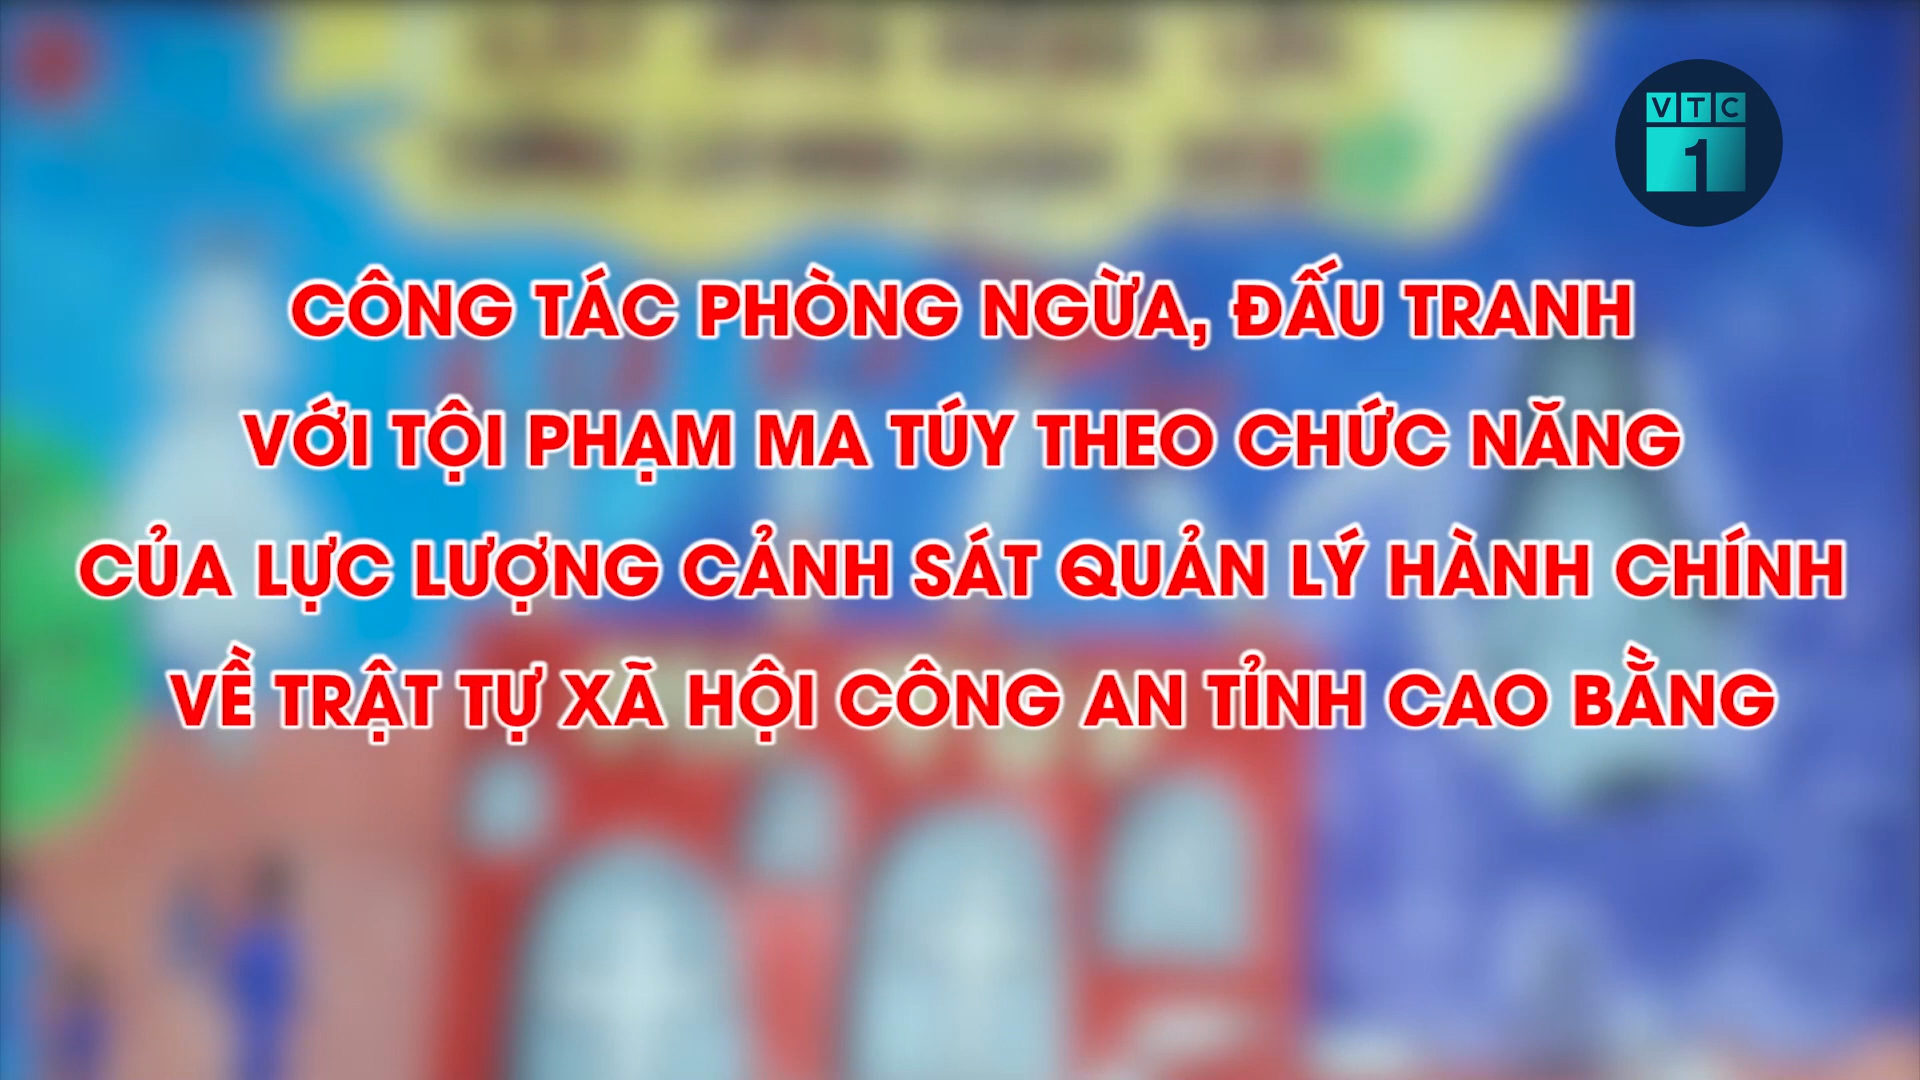 VTC
1
CÔNG TÁC PHÒNG NGỪA, ĐẤU TRANH
VỚI TỘI PHẠM MA TÚY THEO CHỨC NĂNG
CỦA LỰC LƯỢNG CẢNH SÁT QUẢN LÝ HÀNH CHÍNH
VỀ TRẬT TỰ XÃ HỘI CÔNG AN TỈNH CAO BẰNG